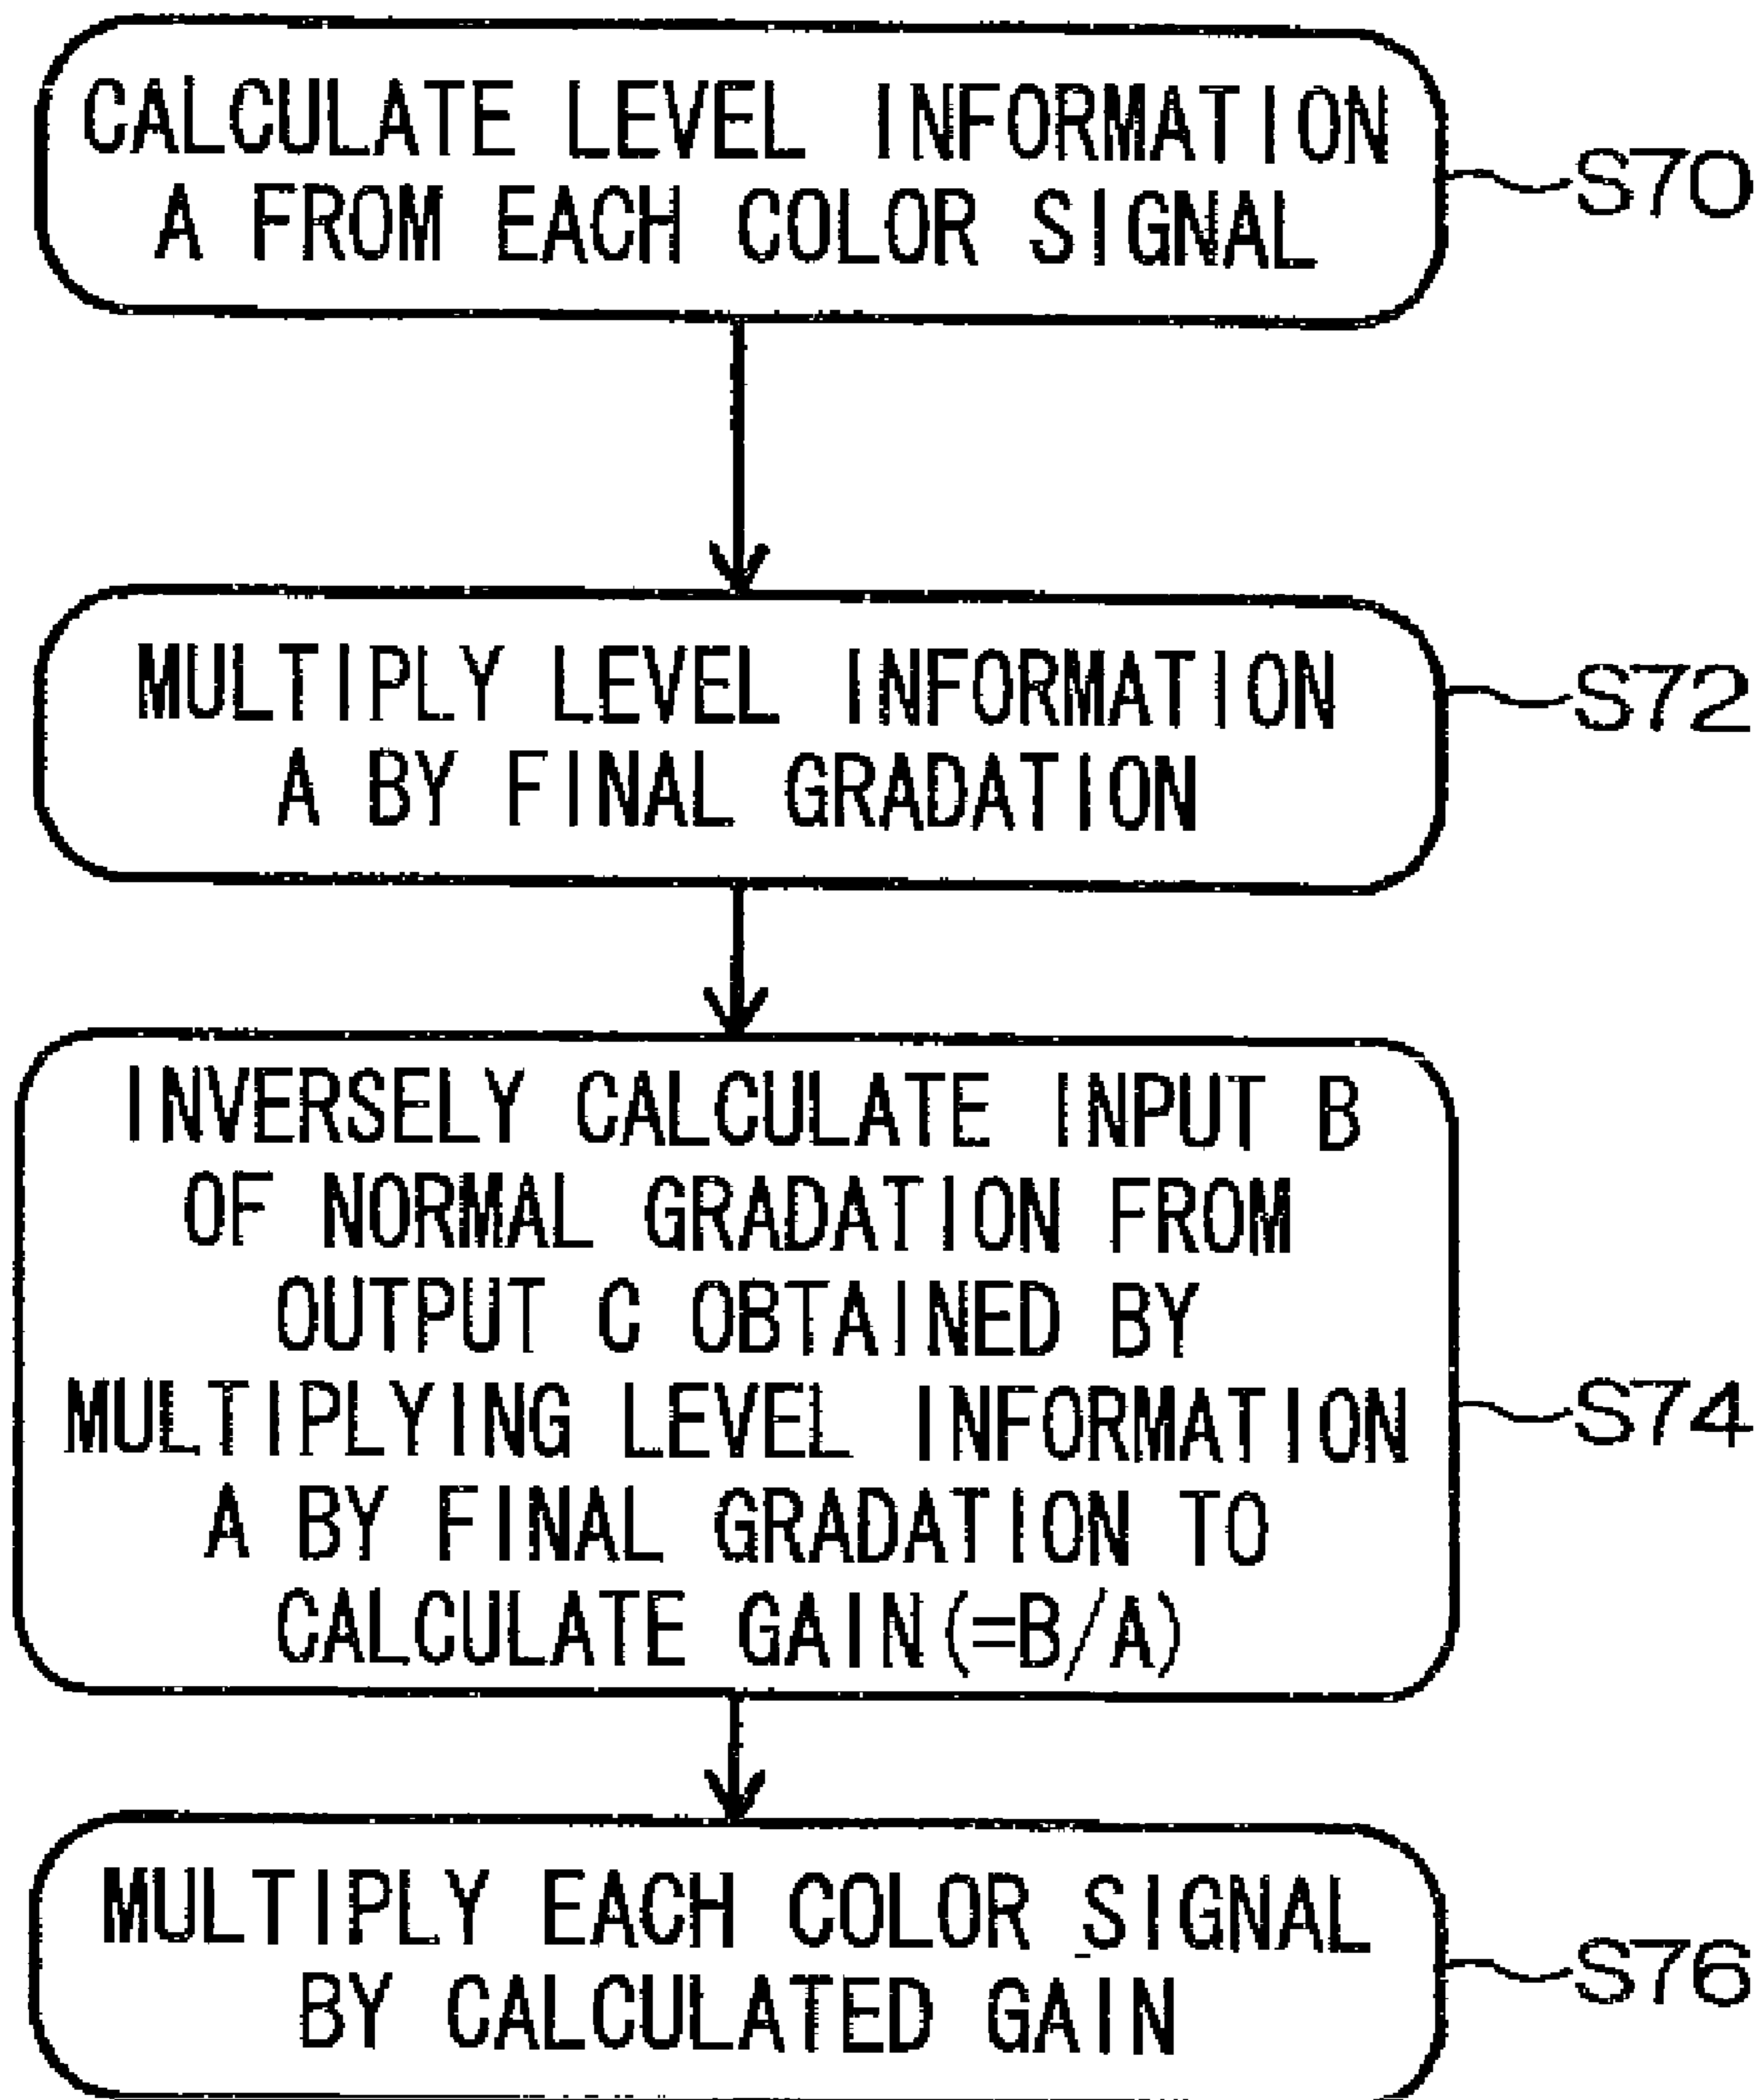 CALCULATE LEVEL INFORMATION
A FROM EACH COLOR SIGNAL
S70
MULTIPLY LEVEL INFORMATION
A BY FINAL GRADATION
S72
INVERSELY CALCULATE INPUT B
OF NORMAL GRADATION FROM
OUTPUT C OBTAINED BY
MULTIPLYING LEVEL INFORMATION
A BY FINAL GRADATION TO
CALCULATE GAIN(=B/A)
S74
MULTIPLY EACH COLOR SIGNAL
BY CALCULATED GAIN
S76